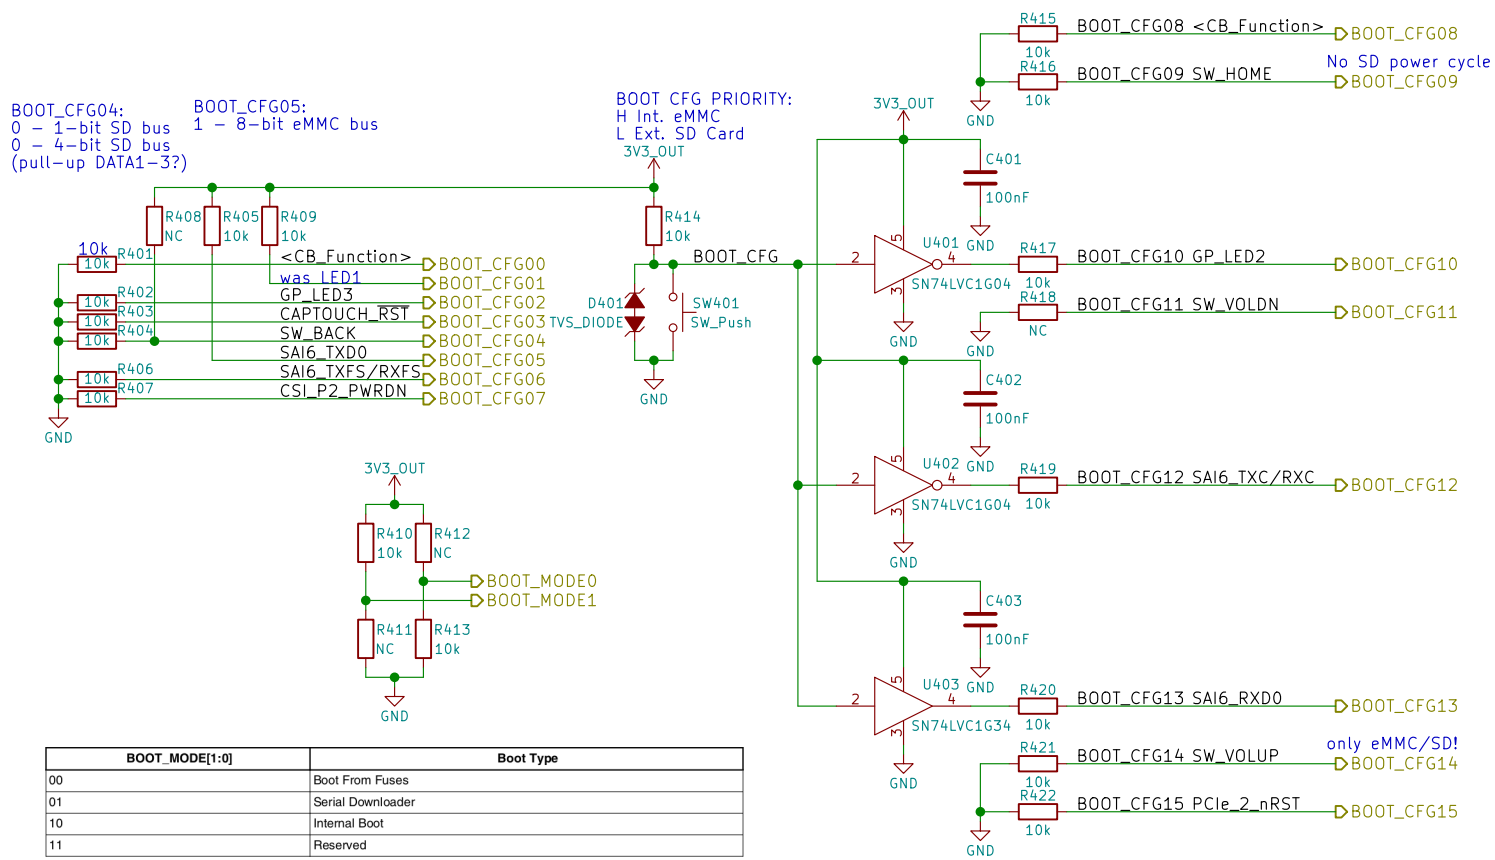 BOOT_CFG04:
0 – 1-bit SD bus
0 – 4-bit SD bus
(pull-up DATA1-3?)
BOOT_CFG05:
1 – 8-bit eMMC bus
BOOT CFG PRIORITY:
H Int. eMMC
L Ext. SD Card
3V3_OUT
R408
NC
R405
10k
R409
10k
R414
10k
10k
R401
10k
<CB_Function>
BOOT_CFG00
was LED1
BOOT_CFG01
R402
10k
GP_LED3
BOOT_CFG02
R403
10k
CAPTOUCH_RST
BOOT_CFG03
R404
10k
SW_BACK
BOOT_CFG04
SAI6_TXD0
BOOT_CFG05
R406
10k
SAI6_TXFS/RXFS
BOOT_CFG06
R407
10k
CSI_P2_PWRDN
BOOT_CFG07
GND
BOOT_CFG
D401
TVS_DIODE
SW401
SW_Push
GND
3V3_OUT
R410
10k
R412
NC
BOOT_MODE0
BOOT_MODE1
R411
NC
R413
10k
GND
R415
10k
BOOT_CFG08 <CB_Function>
BOOT_CFG08
No SD power cycle
R416
10k
BOOT_CFG09 SW_HOME
BOOT_CFG09
GND
3V3_OUT
C401
100nF
GND
5
U401
2
4
3
SN74LVC1G04
GND
R417
10k
BOOT_CFG10 GP_LED2
BOOT_CFG10
R418
NC
BOOT_CFG11 SW_VOLDN
BOOT_CFG11
GND
C402
100nF
GND
5
U402
2
4
3
SN74LVC1G04
GND
R419
10k
BOOT_CFG12 SAI6_TXC/RXC
BOOT_CFG12
C403
100nF
GND
5
U403
2
4
3
SN74LVC1G34
GND
R420
10k
BOOT_CFG13 SAI6_RXD0
BOOT_CFG13
only eMMC/SD!
R421
10k
BOOT_CFG14 SW_VOLUP
BOOT_CFG14
R422
10k
BOOT_CFG15 PCIe_2_nRST
BOOT_CFG15
GND
BOOT_MODE[1:0] Boot Type
00 Boot From Fuses
01 Serial Downloader
10 Internal Boot
11 Reserved